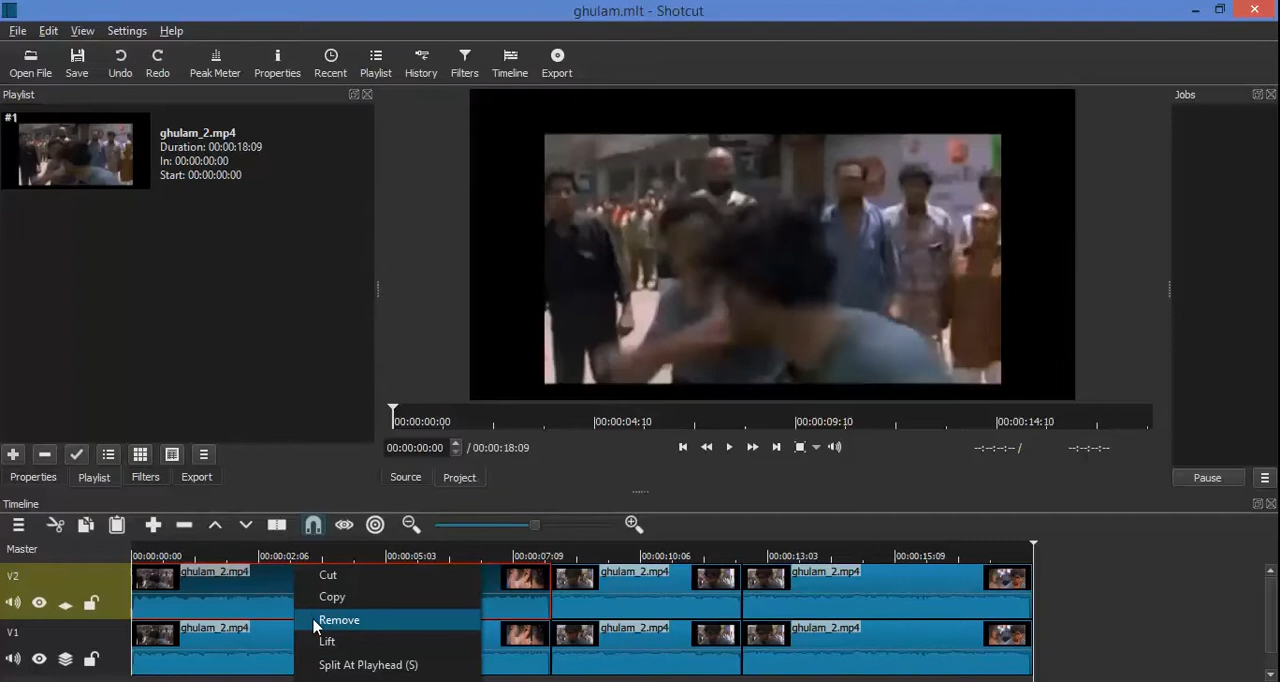 ghulam.mlt - Shotcut
File Edit View Settings Help
Open File Save Undo Redo Peak Meter Properties Recent Playlist History Filters Timeline Export
Playlist
Jobs
#1
ghulam_2.mp4
Duration: 00:00:18:09
In: 00:00:00:00
Start: 00:00:00:00
00:00:00:00 00:00:04:10 00:00:09:10 00:00:14:10
00:00:00:00 / 00:00:18:09 --:--:--:-- / --:--:--:--
Properties Playlist Filters Export
Source Project
Pause
Timeline
Master
00:00:00:00 00:00:02:06 00:00:05:03 00:00:07:09 00:00:10:06 00:00:13:03 00:00:15:09
V2
ghulam_2.mp4 ghulam_2.mp4 ghulam_2.mp4
V1
ghulam_2.mp4 ghulam_2.mp4 ghulam_2.mp4
Cut
Copy
Remove
Lift
Split At Playhead (S)